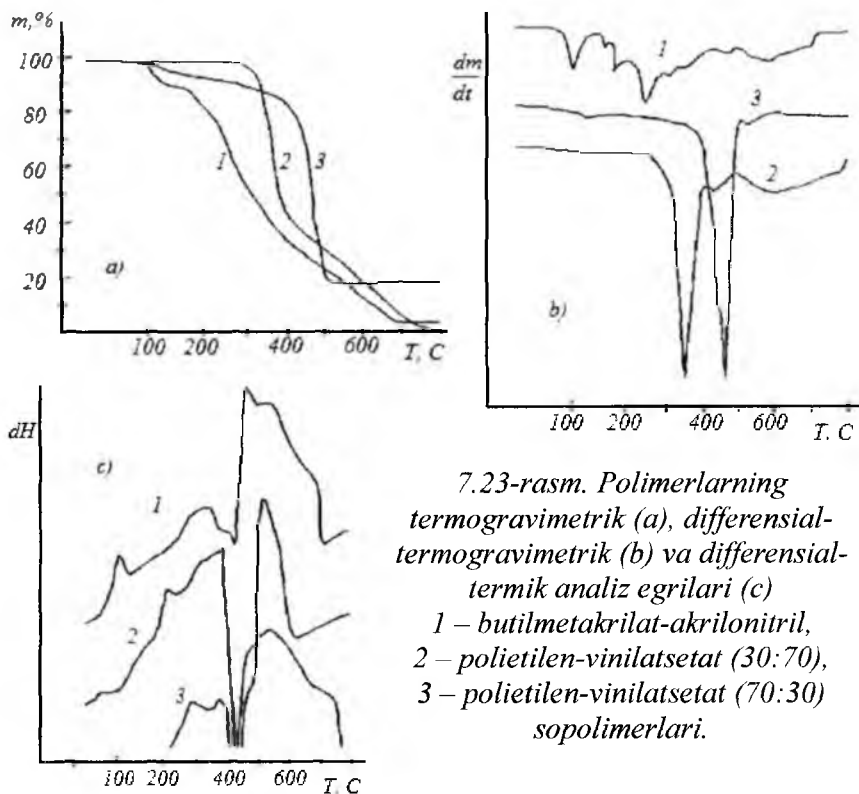 m,%
100
80
60
40
20
1
2
3
a)
100 200 400 600 T, C
dm
dt
1
3
2
b)
100 200 400 600 T. C
dH
c)
1
2
3
100 200 400 600 T. C
7.23-rasm. Polimerlarning
termogravimetrik (a), differensial-
termogravimetrik (b) va differensial-
termik analiz egrilari (c)
1 – butilmetakrilat-akrilonitril,
2 – polietilen-vinilatsetat (30:70),
3 – polietilen-vinilatsetat (70:30)
sopolimerlari.